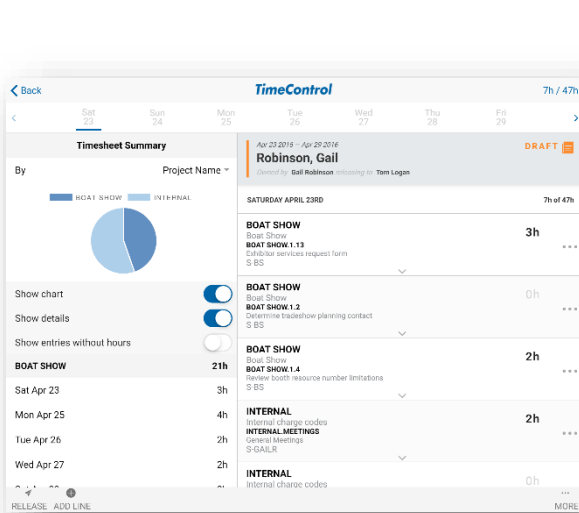 Back
TimeControl
7h / 47h
Sat Sun Mon Tue Wed Thu Fri
23 24 25 26 27 28 29
Timesheet Summary
By Project Name
BOAT SHOW INTERNAL
Show chart
Show details
Show entries without hours
BOAT SHOW 21h
Sat Apr 23 3h
Mon Apr 25 4h
Tue Apr 26 2h
Wed Apr 27 2h
RELEASE ADD LINE
Apr 23 2016 – Apr 29 2016
DRAFT
Robinson, Gail
Owned by Gail Robinson releasing to Tom Logan
SATURDAY APRIL 23RD 7h of 47h
BOAT SHOW 3h
Boat Show
BOAT SHOW.1.13
Exhibitor services request form
S-BS
BOAT SHOW 0h
Boat Show
BOAT SHOW.1.2
Determine tradeshow planning contact
S-BS
BOAT SHOW 2h
Boat Show
BOAT SHOW.1.4
Review booth resource number limitations
S-BS
INTERNAL 2h
Internal charge codes
INTERNAL.MEETINGS
General Meetings
S-GAILR
INTERNAL 0h
Internal charge codes
MORE